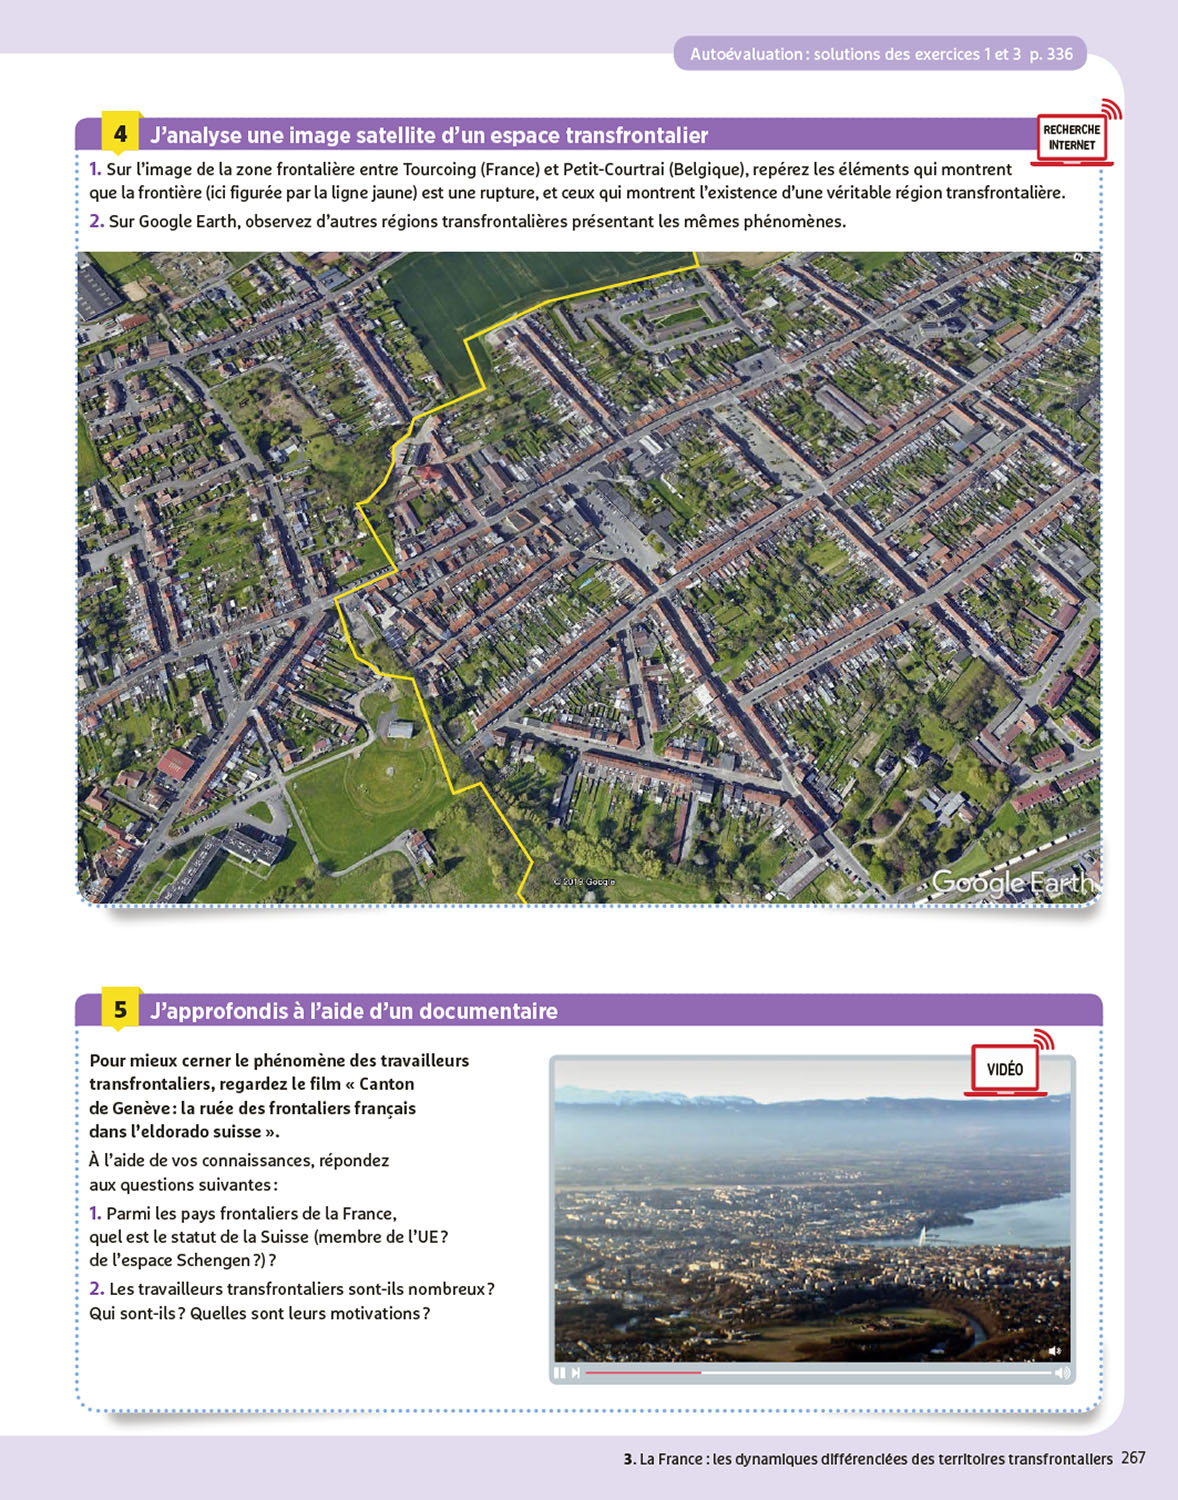 Autoévaluation : solutions des exercices 1 et 3 p. 336
4 J'analyse une image satellite d'un espace transfrontalier
RECHERCHE
INTERNET
1. Sur l'image de la zone frontalière entre Tourcoing (France) et Petit-Courtrai (Belgique), repérez les éléments qui montrent
que la frontière (ici figurée par la ligne jaune) est une rupture, et ceux qui montrent l'existence d'une véritable région transfrontalière.
2. Sur Google Earth, observez d'autres régions transfrontalières présentant les mêmes phénomènes.
© 2019 Google
Google Earth
5 J'approfondis à l'aide d'un documentaire
Pour mieux cerner le phénomène des travailleurs
transfrontaliers, regardez le film « Canton
de Genève : la ruée des frontaliers français
dans l'eldorado suisse ».
À l'aide de vos connaissances, répondez
aux questions suivantes :
1. Parmi les pays frontaliers de la France,
quel est le statut de la Suisse (membre de l'UE ?
de l'espace Schengen ?) ?
2. Les travailleurs transfrontaliers sont-ils nombreux ?
Qui sont-ils ? Quelles sont leurs motivations ?
VIDÉO
3. La France : les dynamiques différenciées des territoires transfrontaliers 267